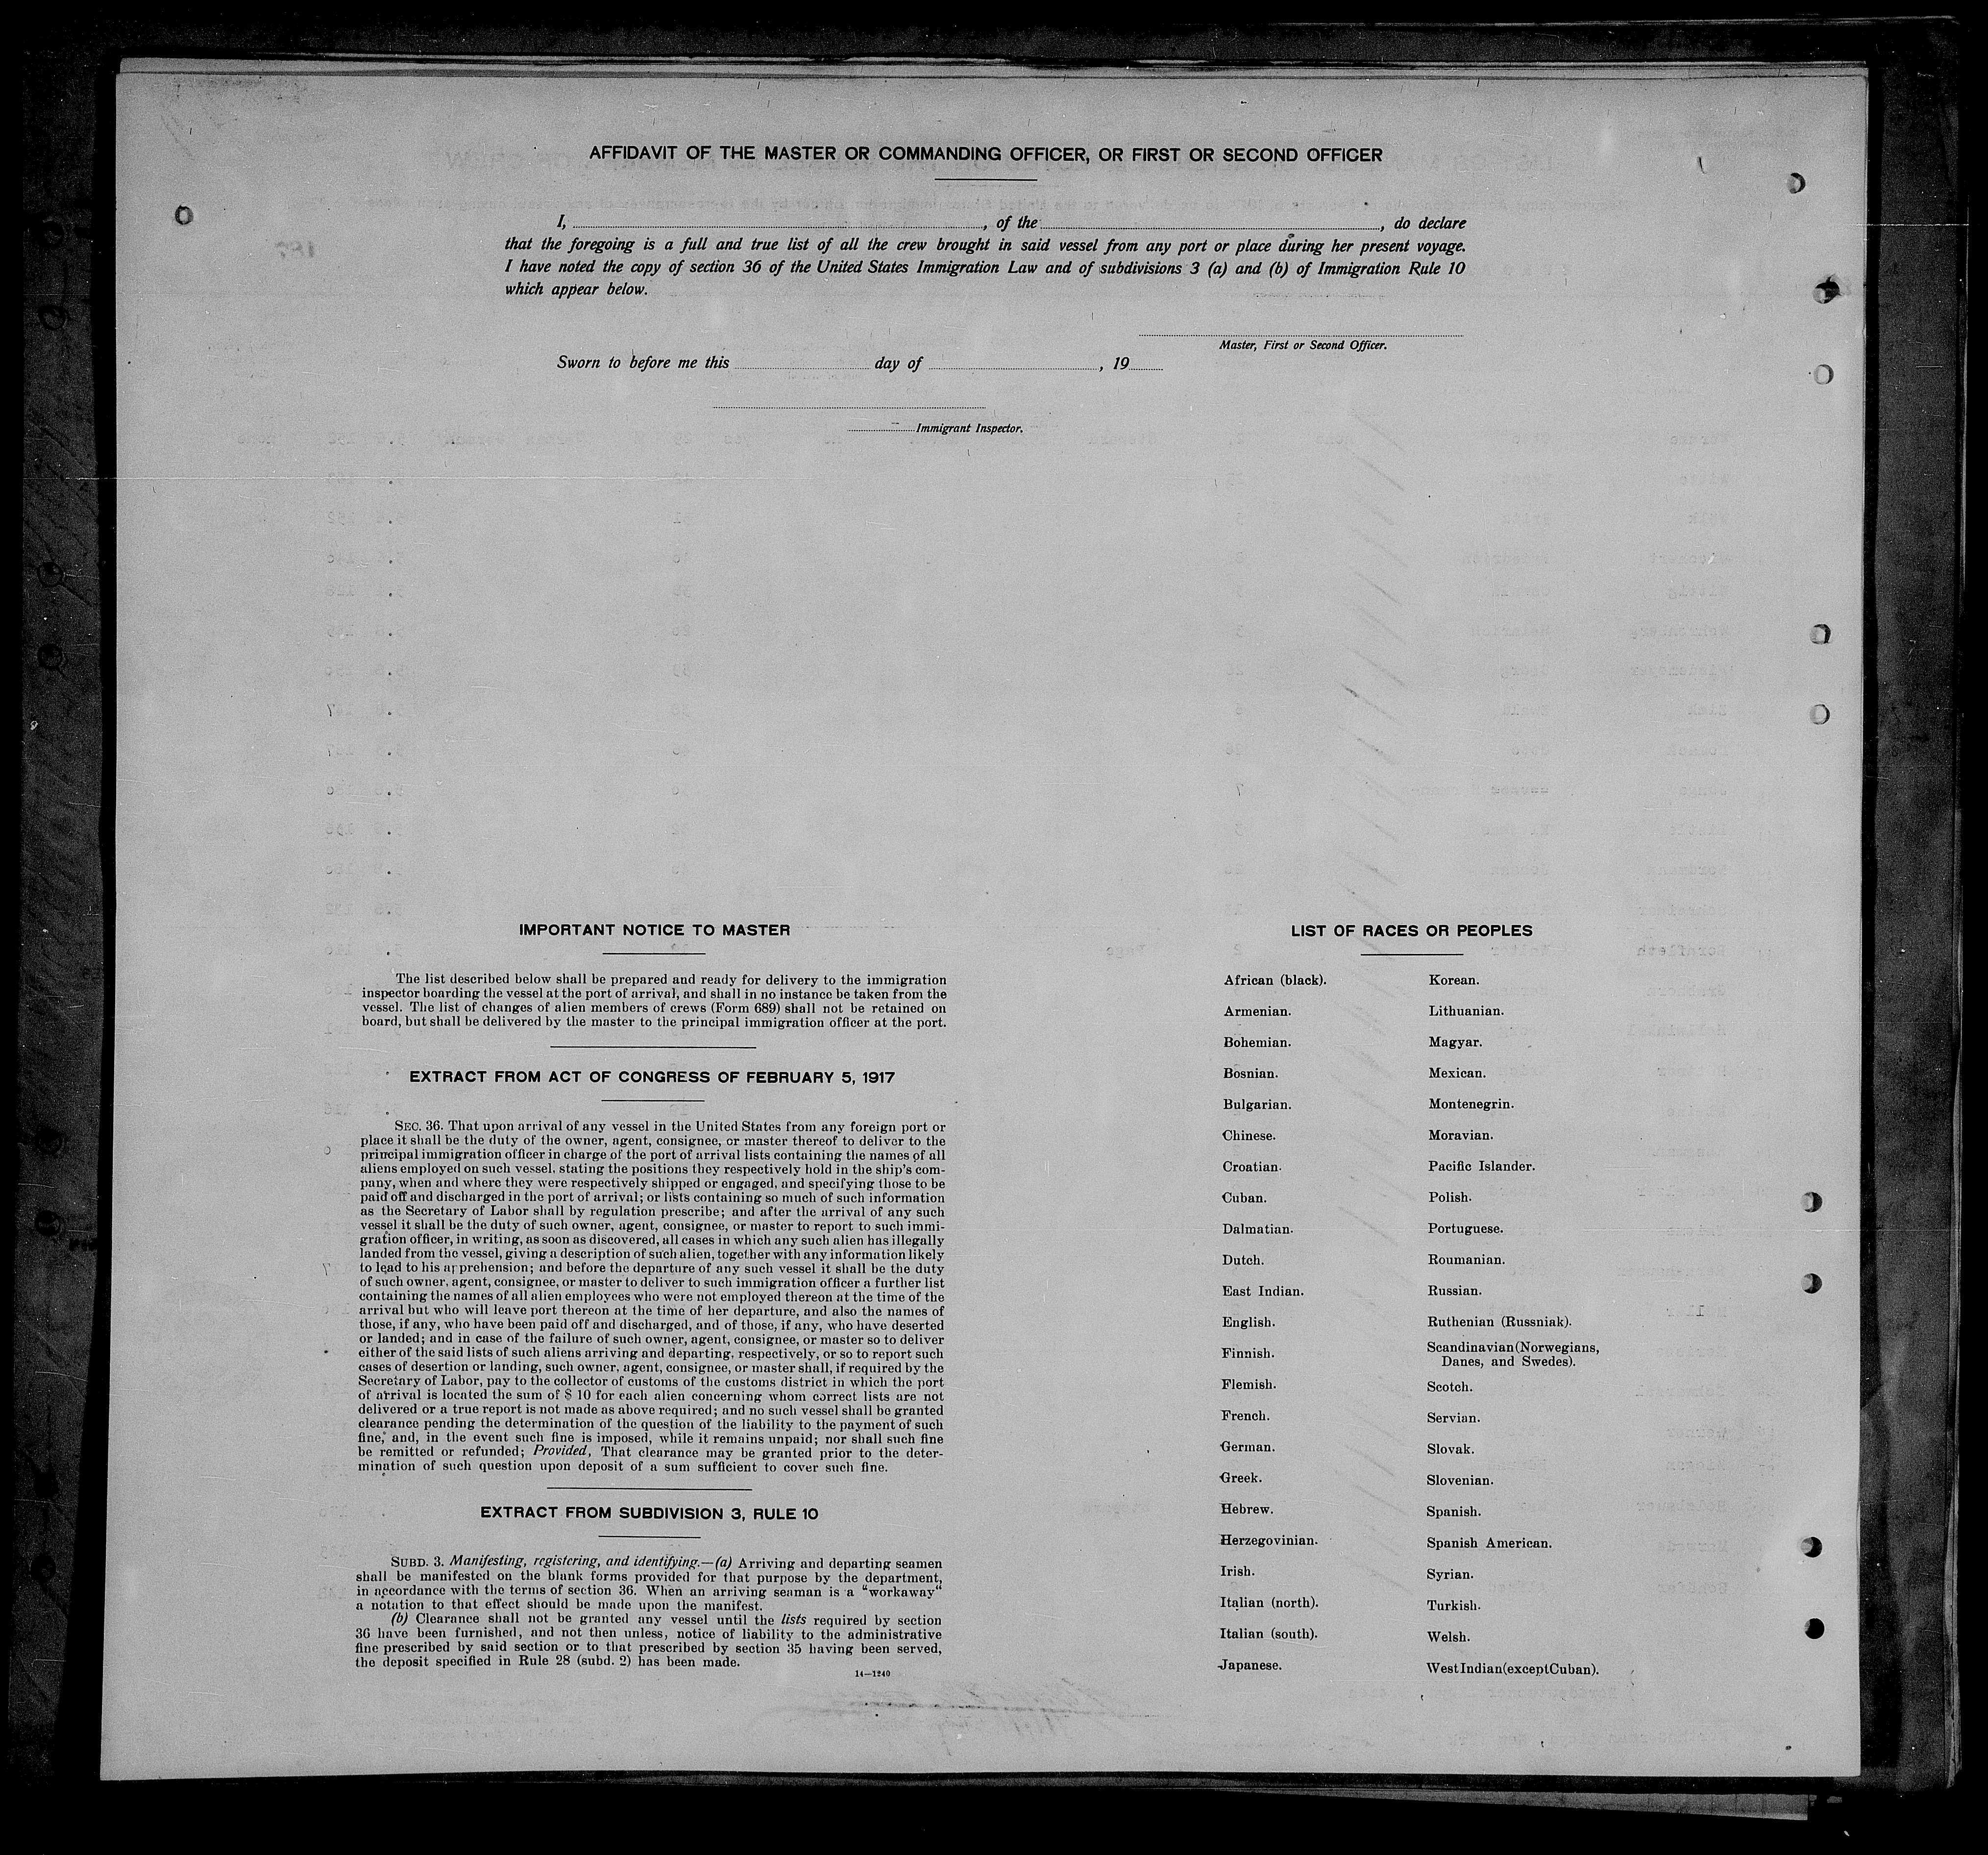 AFFIDAVIT OF THE MASTER OR COMMANDING OFFICER, OR FIRST OR SECOND OFFICER
I, , of the , do declare
that the foregoing is a full and true list of all the crew brought in said vessel from any port or place during her present voyage.
I have noted the copy of section 36 of the United States Immigration Law and of subdivisions 3 (a) and (b) of Immigration Rule 10
which appear below.
Master, First or Second Officer.
Sworn to before me this day of , 19
Immigrant Inspector.
IMPORTANT NOTICE TO MASTER
The list described below shall be prepared and ready for delivery to the immigration
inspector boarding the vessel at the port of arrival, and shall in no instance be taken from the
vessel. The list of changes of alien members of crews (Form 689) shall not be retained on
board, but shall be delivered by the master to the principal immigration officer at the port.
EXTRACT FROM ACT OF CONGRESS OF FEBRUARY 5, 1917
SEC. 36. That upon arrival of any vessel in the United States from any foreign port or
place it shall be the duty of the owner, agent, consignee, or master thereof to deliver to the
principal immigration officer in charge of the port of arrival lists containing the names of all
aliens employed on such vessel, stating the positions they respectively hold in the ship's com-
pany, when and where they were respectively shipped or engaged, and specifying those to be
paid off and discharged in the port of arrival; or lists containing so much of such information
as the Secretary of Labor shall by regulation prescribe; and after the arrival of any such
vessel it shall be the duty of such owner, agent, consignee, or master to report to such immi-
gration officer, in writing, as soon as discovered, all cases in which any such alien has illegally
landed from the vessel, giving a description of such alien, together with any information likely
to lead to his apprehension; and before the departure of any such vessel it shall be the duty
of such owner, agent, consignee, or master to deliver to such immigration officer a further list
containing the names of all alien employees who were not employed thereon at the time of the
arrival but who will leave port thereon at the time of her departure, and also the names of
those, if any, who have been paid off and discharged, and of those, if any, who have deserted
or landed; and in case of the failure of such owner, agent, consignee, or master so to deliver
either of the said lists of such aliens arriving and departing, respectively, or so to report such
cases of desertion or landing, such owner, agent, consignee, or master shall, if required by the
Secretary of Labor, pay to the collector of customs of the customs district in which the port
of arrival is located the sum of $ 10 for each alien concerning whom correct lists are not
delivered or a true report is not made as above required; and no such vessel shall be granted
clearance pending the determination of the question of the liability to the payment of such
fine, and, in the event such fine is imposed, while it remains unpaid; nor shall such fine
be remitted or refunded; Provided, That clearance may be granted prior to the deter-
mination of such question upon deposit of a sum sufficient to cover such fine.
EXTRACT FROM SUBDIVISION 3, RULE 10
SUBD. 3. Manifesting, registering, and identifying.—(a) Arriving and departing seamen
shall be manifested on the blank forms provided for that purpose by the department,
in accordance with the terms of section 36. When an arriving seaman is a "workaway"
a notation to that effect should be made upon the manifest.
(b) Clearance shall not be granted any vessel until the lists required by section
36 have been furnished, and not then unless, notice of liability to the administrative
fine prescribed by said section or to that prescribed by section 35 having been served,
the deposit specified in Rule 28 (subd. 2) has been made.
14—1240
LIST OF RACES OR PEOPLES
African (black).
Armenian.
Bohemian.
Bosnian.
Bulgarian.
Chinese.
Croatian.
Cuban.
Dalmatian.
Dutch.
East Indian.
English.
Finnish.
Flemish.
French.
German.
Greek.
Hebrew.
Herzegovinian.
Irish.
Italian (north).
Italian (south).
Japanese.
Korean.
Lithuanian.
Magyar.
Mexican.
Montenegrin.
Moravian.
Pacific Islander.
Polish.
Portuguese.
Roumanian.
Russian.
Ruthenian (Russniak).
Scandinavian (Norwegians,
Danes, and Swedes).
Scotch.
Servian.
Slovak.
Slovenian.
Spanish.
Spanish American.
Syrian.
Turkish.
Welsh.
West Indian (except Cuban).